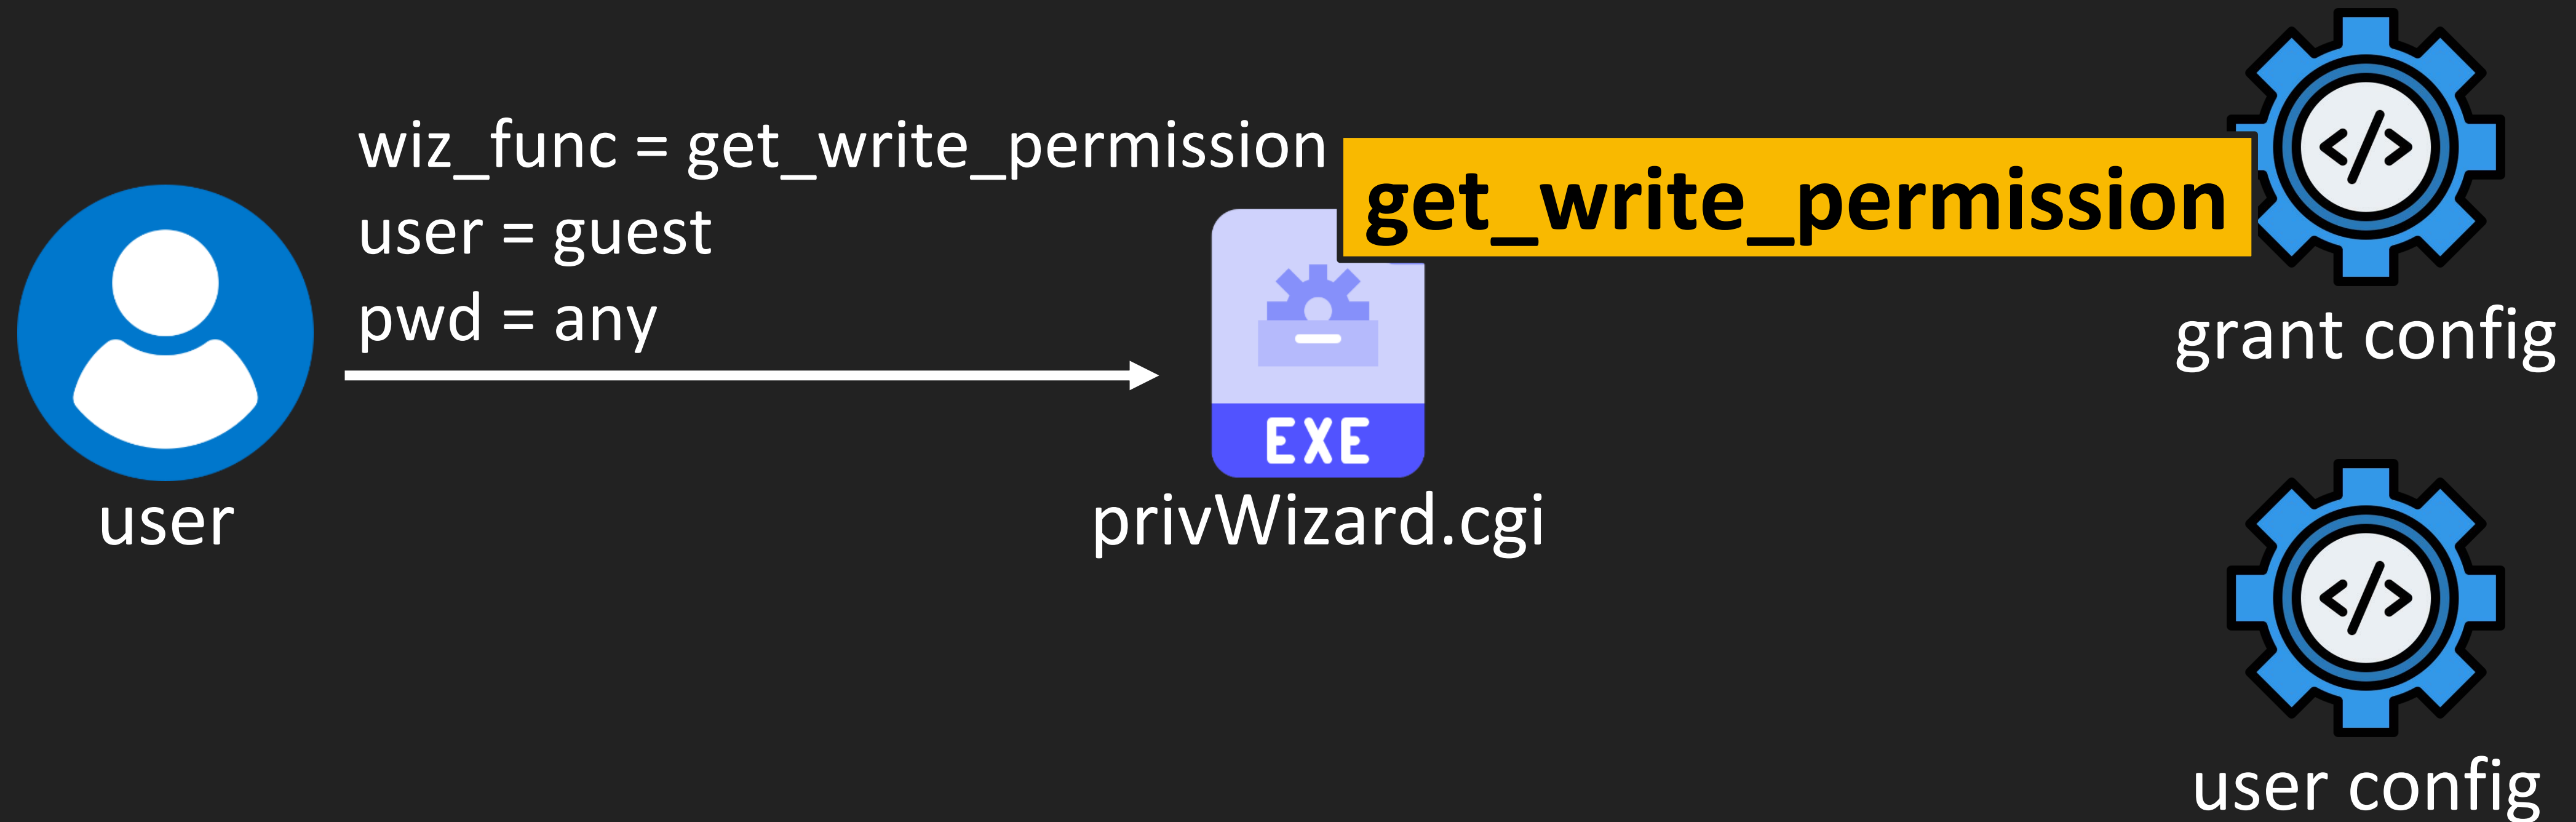 wiz_func = get_write_permission
user = guest
pwd = any
user
EXE
privWizard.cgi
get_write_permission
</>
grant config
</>
user config